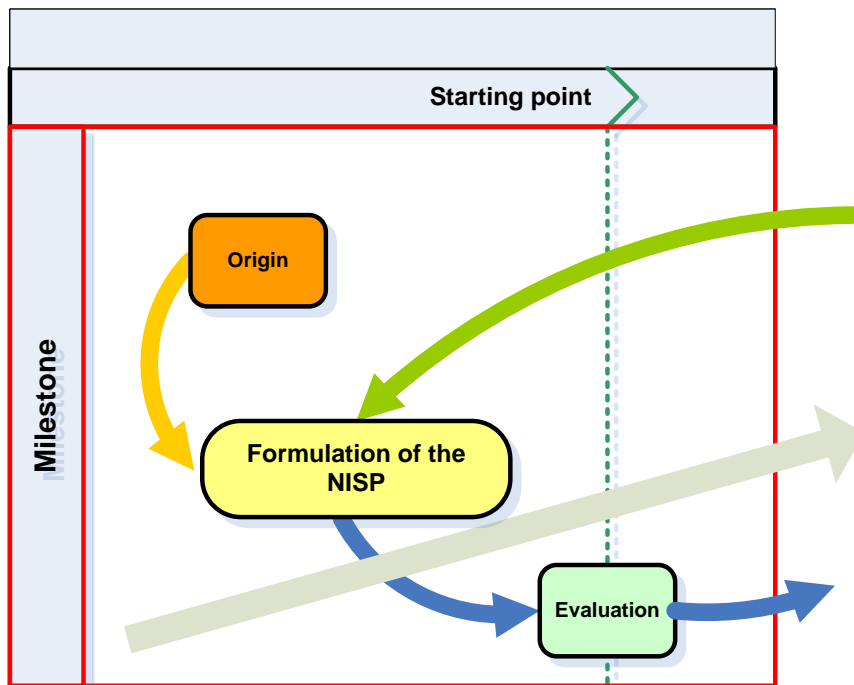 Starting point
Milestone
Origin
Formulation of the
NISP
Evaluation